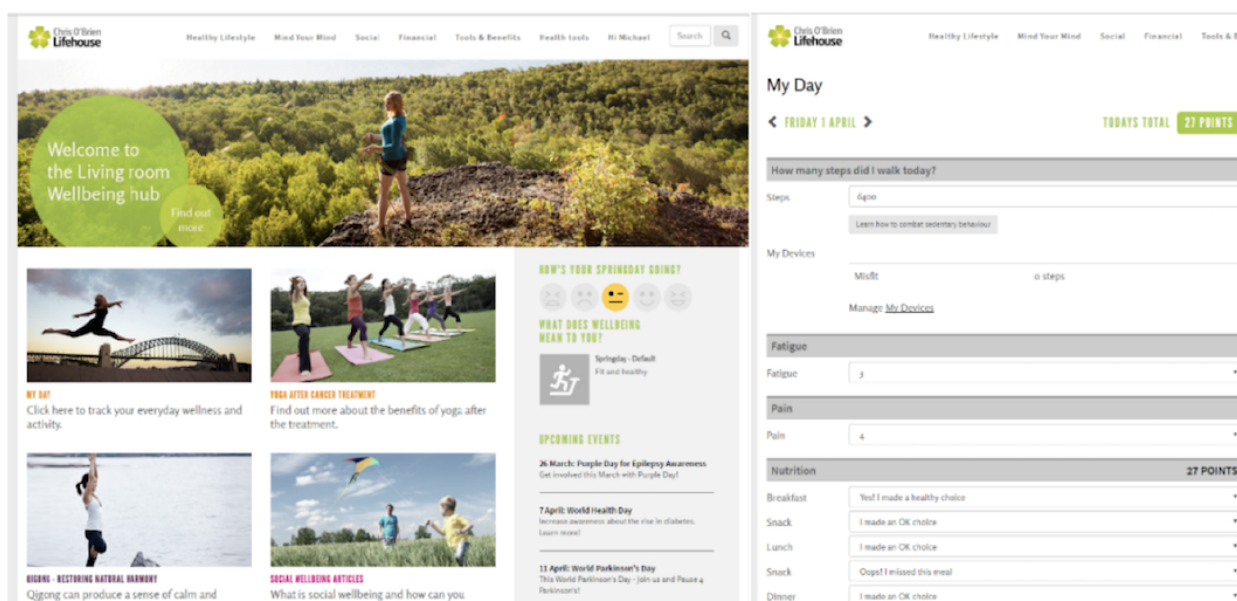 Chris O'Brien
Lifehouse
Healthy Lifestyle Mind Your Mind Social Financial Tools & Benefits Health tools Hi Michael Search
Welcome to
the Living room
Wellbeing hub
Find out
more
MY DAY
Click here to track your everyday wellness and
activity.
YOGA AFTER CANCER TREATMENT
Find out more about the benefits of yoga after
the treatment.
QIGONG - RESTORING NATURAL HARMONY
Qigong can produce a sense of calm and
SOCIAL WELLBEING ARTICLES
What is social wellbeing and how can you
HOW'S YOUR SPRINGDAY GOING?
WHAT DOES WELLBEING
MEAN TO YOU?
Springday - Default
Fit and healthy
UPCOMING EVENTS
26 March: Purple Day for Epilepsy Awareness
Get involved this March with Purple Day!
7 April: World Health Day
Increase awareness about the rise in diabetes.
Learn more!
11 April: World Parkinson's Day
This World Parkinson's Day - join us and Pause 4
Parkinson's!
Chris O'Brien
Lifehouse
Healthy Lifestyle Mind Your Mind Social Financial Tools & B
My Day
FRIDAY 1 APRIL
TODAYS TOTAL 27 POINTS
How many steps did I walk today?
Steps 6400
Learn how to combat sedentary behaviour
My Devices
Misfit 0 steps
Manage My Devices
Fatigue
Fatigue 3
Pain
Pain 4
Nutrition 27 POINTS
Breakfast Yes! I made a healthy choice
Snack I made an OK choice
Lunch I made an OK choice
Snack Oops! I missed this meal
Dinner I made an OK choice